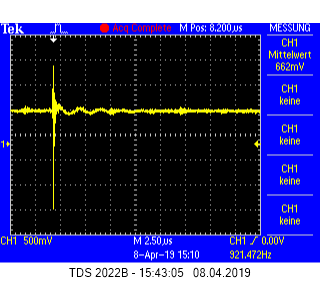 Tek Acq Complete M Pos: 8.200µs MESSUNG
CH1
Mittelwert
662mV
CH1
keine
CH1
keine
CH1
keine
CH1
keine
1
CH1 500mV M 2.50µs CH1 / 0.00V
8-Apr-19 15:10 921.472Hz
TDS 2022B - 15:43:05 08.04.2019